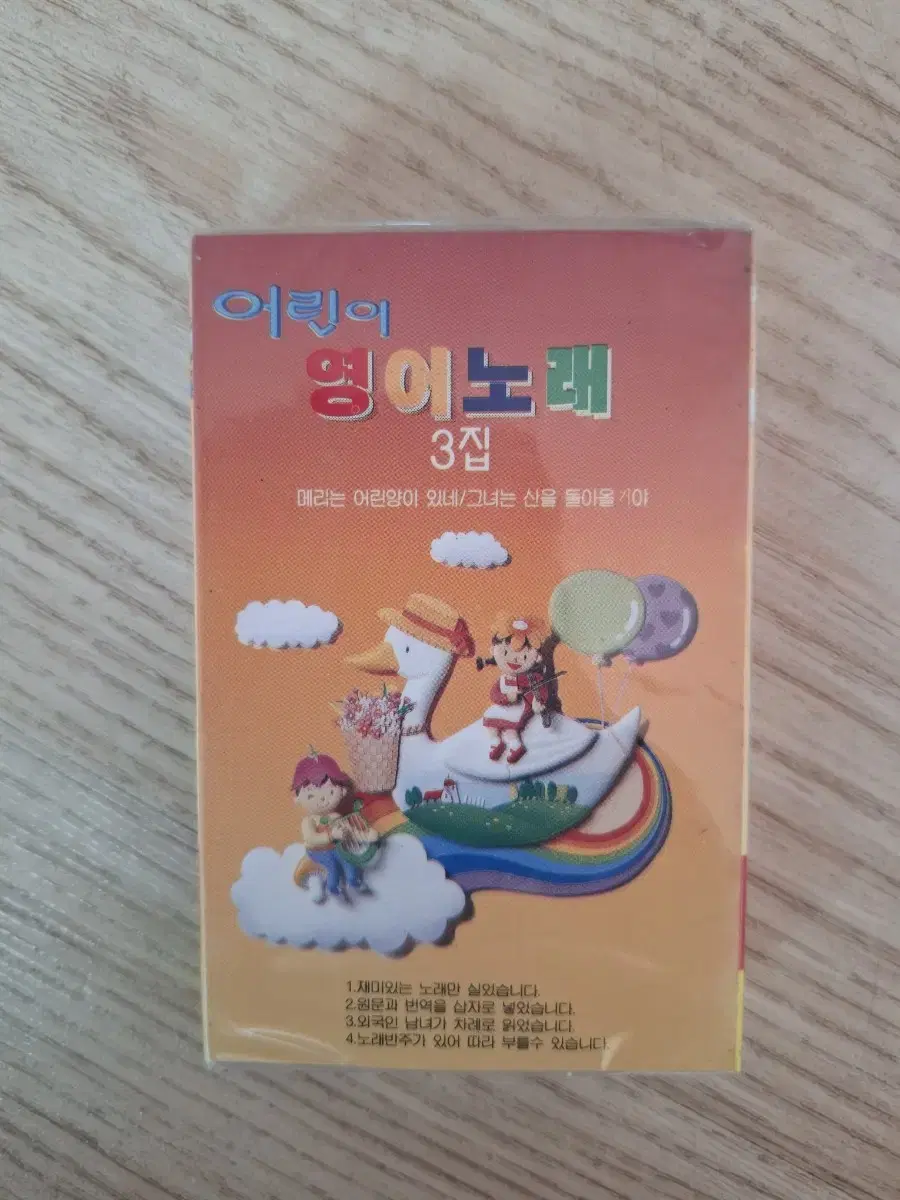 어린이
영어노래
3집
메리는 어린양이 있네/그녀는 산을 돌아올 거야
1.재미있는 노래만 실었습니다.
2.원문과 번역을 삽지로 넣었습니다.
3.외국인 남녀가 차례로 읽었습니다.
4.노래반주가 있어 따라 부를수 있습니다.